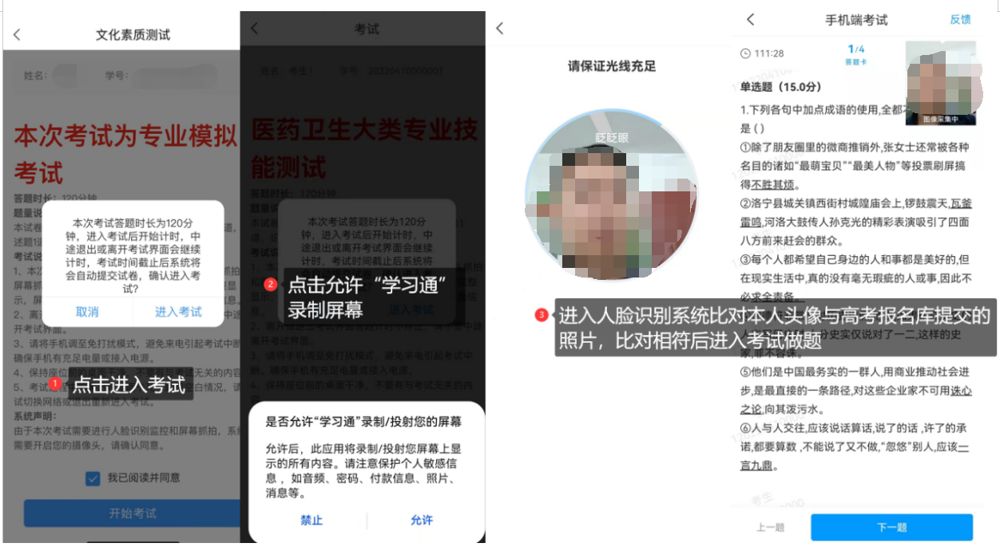 文化素质测试
姓名:
学号:
本次考试为专业模拟
考试
答题时长:120分钟
题量说
本试卷
道,
述题1道
考试说
1、本次
抓拍
屏幕抓
显
示,屏
息。
2、离开
中途
开考试界面。
本次考试答题时长为120分
钟,进入考试后开始计时,中
途退出或离开考试界面会继续
计时,考试时间截止后系统将
会自动提交试卷,确认进入考
试?
取消
进入考试
3、请将手机调至免打扰模式,避免来电引起考试中断
确保手机有充足电量或接入电源。
4、保持座位前的桌面干净,不要有与考试无关的内容
5、考试过程
空白情况,请
试切换网络或退出重新进入考试。
1 点击进入考试
系统声明:
由于本次考试需要进行人脸识别监控和屏幕抓拍,系统
需要开启您的摄像头,请确认同意。
我已阅读并同意
开始考试
考试
姓名:考生1
学号:20220410000001
医药卫生大类专业技
能测试
答题时长:120分钟
题量说
本试卷
考试说
1、本
抓拍
本次考试答题时长为120分
钟,进入考试后开始计时,中
途退出或离开考试界面会继续
计时,考试时间截止后系统将
进入考试
2 点击允许“学习通”
录制屏幕
离开考试界面。
3、请将手机调至免打扰模式,避免来电引起考试中
断。确保手机有充足电量或接入电源。
4、保持座位前的桌面干净,不要有与考试无关的内
是否允许“学习通”录制/投射您的屏幕
允许后,此应用将录制/投射您屏幕上显
示的所有内容。请注意保护个人敏感信
息,如音频、密码、付款信息、照片、
消息等。
禁止
允许
请保证光线充足
眨眨眼
3 进入人脸识别系统比对本人头像与高考报名库提交的
照片,比对相符后进入考试做题
手机端考试
反馈
111:28
1/4
答题卡
图像采集中
单选题(15.0分)
1.下列各句中加点成语的使用,全都不
是 ( )
①除了朋友圈里的微商推销外,张女士还常被各种
名目的诸如“最萌宝贝”“最美人物”等投票刷屏搞
得不胜其烦。
②洛宁县城关镇西街村城隍庙会上,锣鼓震天,瓦釜
雷鸣,河洛大鼓传人孙克光的精彩表演吸引了四面
八方前来赶会的群众。
③每个人都希望自己身边的人和事都是美好的,但
在现实生活中,真的没有毫无瑕疵的人或事,因此不
必求全责备。
分史实仅说对了一二,这样的史
家,罪不容诛。
⑤他们是中国最务实的一群人,用商业推动社会进
步,是最直接的一条路径,对这些企业家不可用诛心
之论,向其泼污水。
⑥人与人交往,应该说话算话,说了的话 ,许了的承
诺,都要算数 ,不能说了又不做,“忽悠”别人,应该一
言九鼎。
考生
上一题
下一题